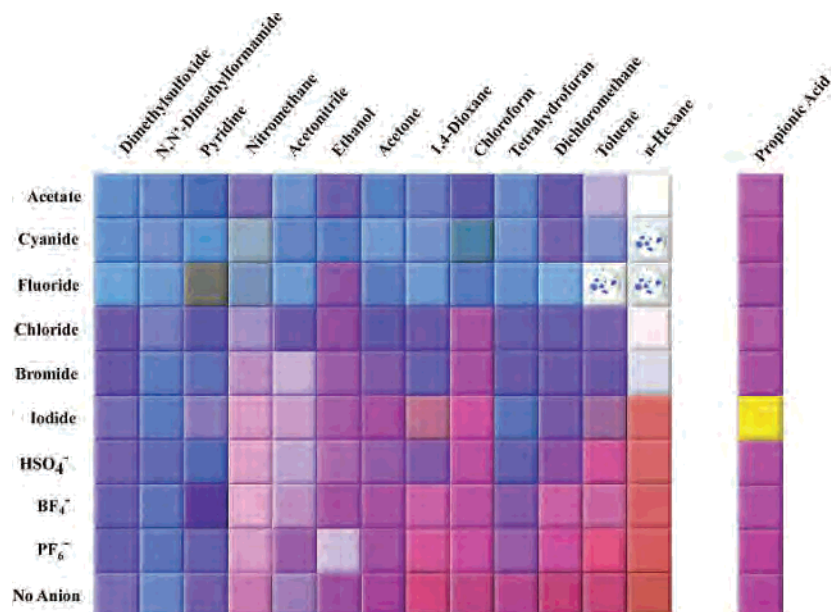 Dimethylsulfoxide
N,N'-Dimethylformamide
Pyridine
Nitromethane
Acetonitrile
Ethanol
Acetone
1,4-Dioxane
Chloroform
Tetrahydrofuran
Dichloromethane
Toluene
n-Hexane
Propionic Acid
Acetate
Cyanide
Fluoride
Chloride
Bromide
Iodide
HSO₄⁻
BF₄⁻
PF₆⁻
No Anion